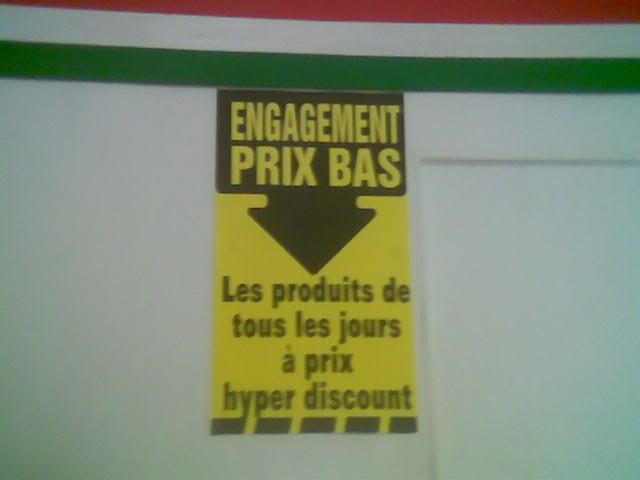 ENGAGEMENT
PRIX BAS
Les produits de
tous les jours
à prix
hyper discount